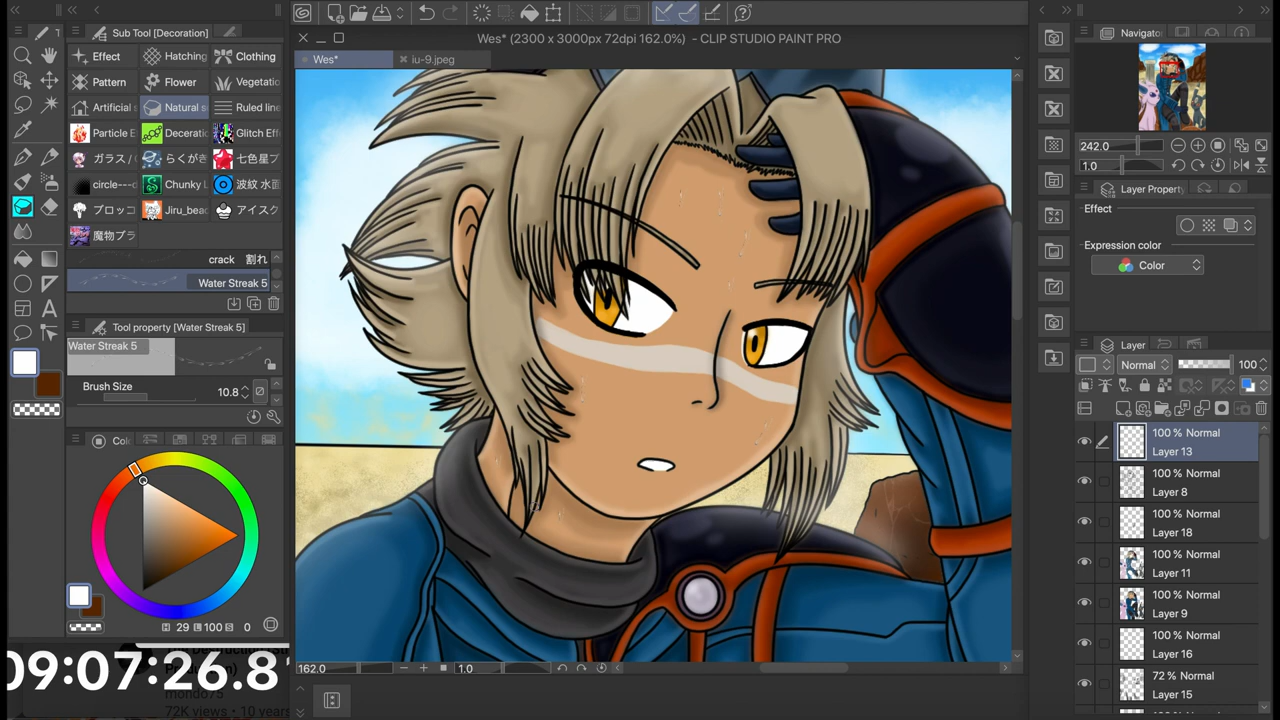 Sub Tool [Decoration]
Effect
Hatching
Clothing
Pattern
Flower
Vegetatio
Artificial
Natural s
Ruled line
Particle E
Decoratio
Glitch Eff
ガラス/
らくがき
七色星ブ
circle---d
Chunky L
波紋 水面
ブロッコ
Jiru_beac
アイスク
魔物ブラ
crack 割れ
Water Streak 5
Tool property [Water Streak 5]
Water Streak 5
Brush Size
10.8
Col
H 29 L 100 S 0
09:07:26.8
mondo75
72K views • 10 years
Wes* (2300 x 3000px 72dpi 162.0%) - CLIP STUDIO PAINT PRO
Wes*
iu-9.jpeg
162.0
1.0
Navigato
242.0
1.0
Layer Property
Effect
Expression color
Color
Layer
Normal
100
100 % Normal
Layer 13
100 % Normal
Layer 8
100 % Normal
Layer 18
100 % Normal
Layer 11
100 % Normal
Layer 9
100 % Normal
Layer 16
72 % Normal
Layer 15